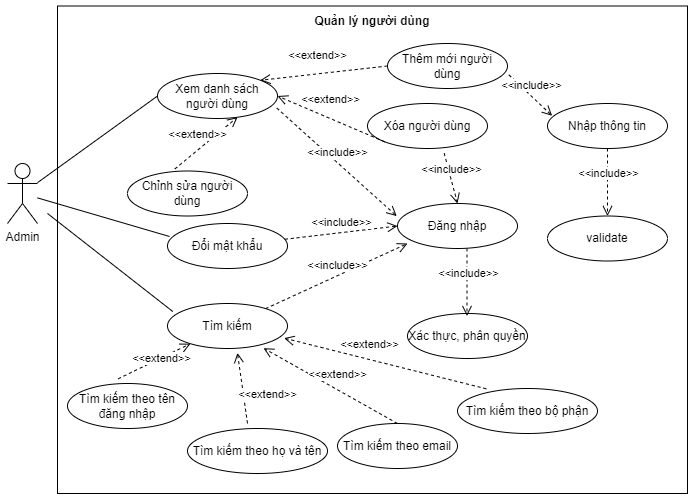 Quản lý người dùng
<<extend>>
Thêm mới người
dùng
Xem danh sách
người dùng
<<include>>
<<extend>>
<<extend>>
Xóa người dùng
Nhập thông tin
<<include>>
<<include>>
<<include>>
Chỉnh sửa người
dùng
Admin
Đổi mật khẩu
<<include>>
Đăng nhập
validate
<<include>>
<<include>>
Tìm kiếm
Xác thực, phân quyền
<<extend>>
<<extend>>
<<extend>>
<<extend>>
Tìm kiếm theo tên
đăng nhập
Tìm kiếm theo bộ phận
Tìm kiếm theo họ và tên
Tìm kiếm theo email